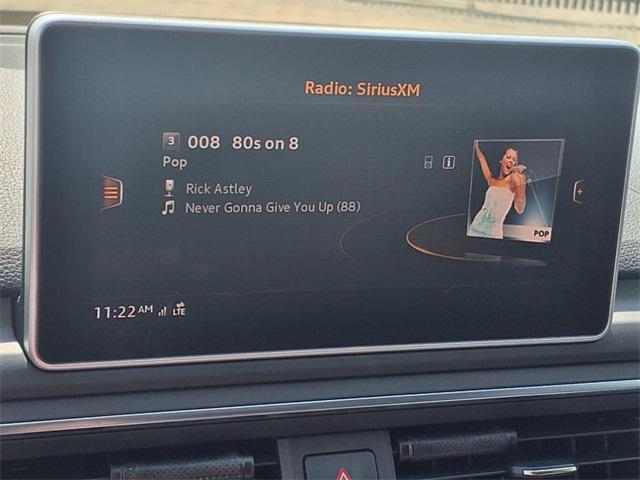 Radio: SiriusXM
3 008 80s on 8
Pop
i
Rick Astley
Never Gonna Give You Up (88)
POP
+
11:22 AM LTE